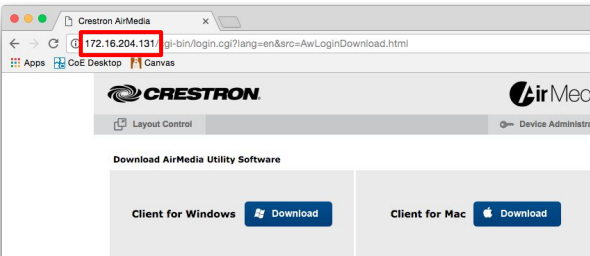 Crestron AirMedia
172.16.204.131/cgi-bin/login.cgi?lang=en&src=AwLoginDownload.html
Apps CoE Desktop Canvas
CRESTRON
AirMed
Layout Control Device Administra
Download AirMedia Utility Software
Client for Windows Download Client for Mac Download